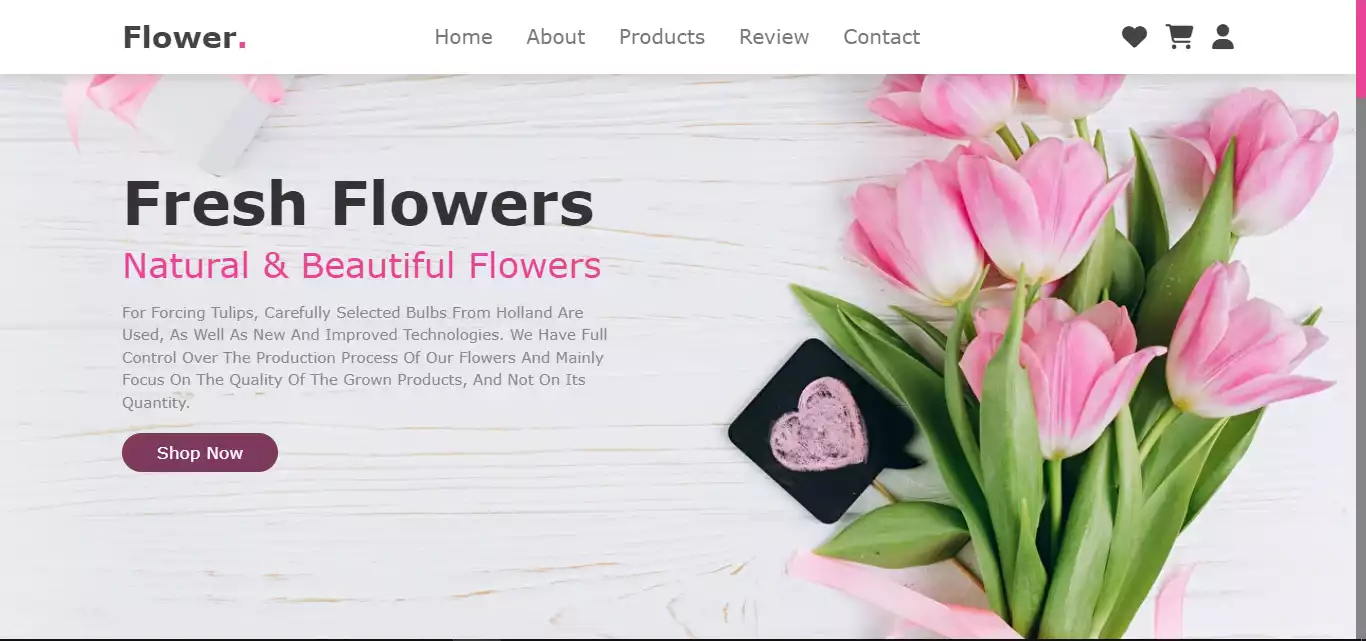 Flower.
Home About Products Review Contact
Fresh Flowers
Natural & Beautiful Flowers
For Forcing Tulips, Carefully Selected Bulbs From Holland Are
Used, As Well As New And Improved Technologies. We Have Full
Control Over The Production Process Of Our Flowers And Mainly
Focus On The Quality Of The Grown Products, And Not On Its
Quantity.
Shop Now